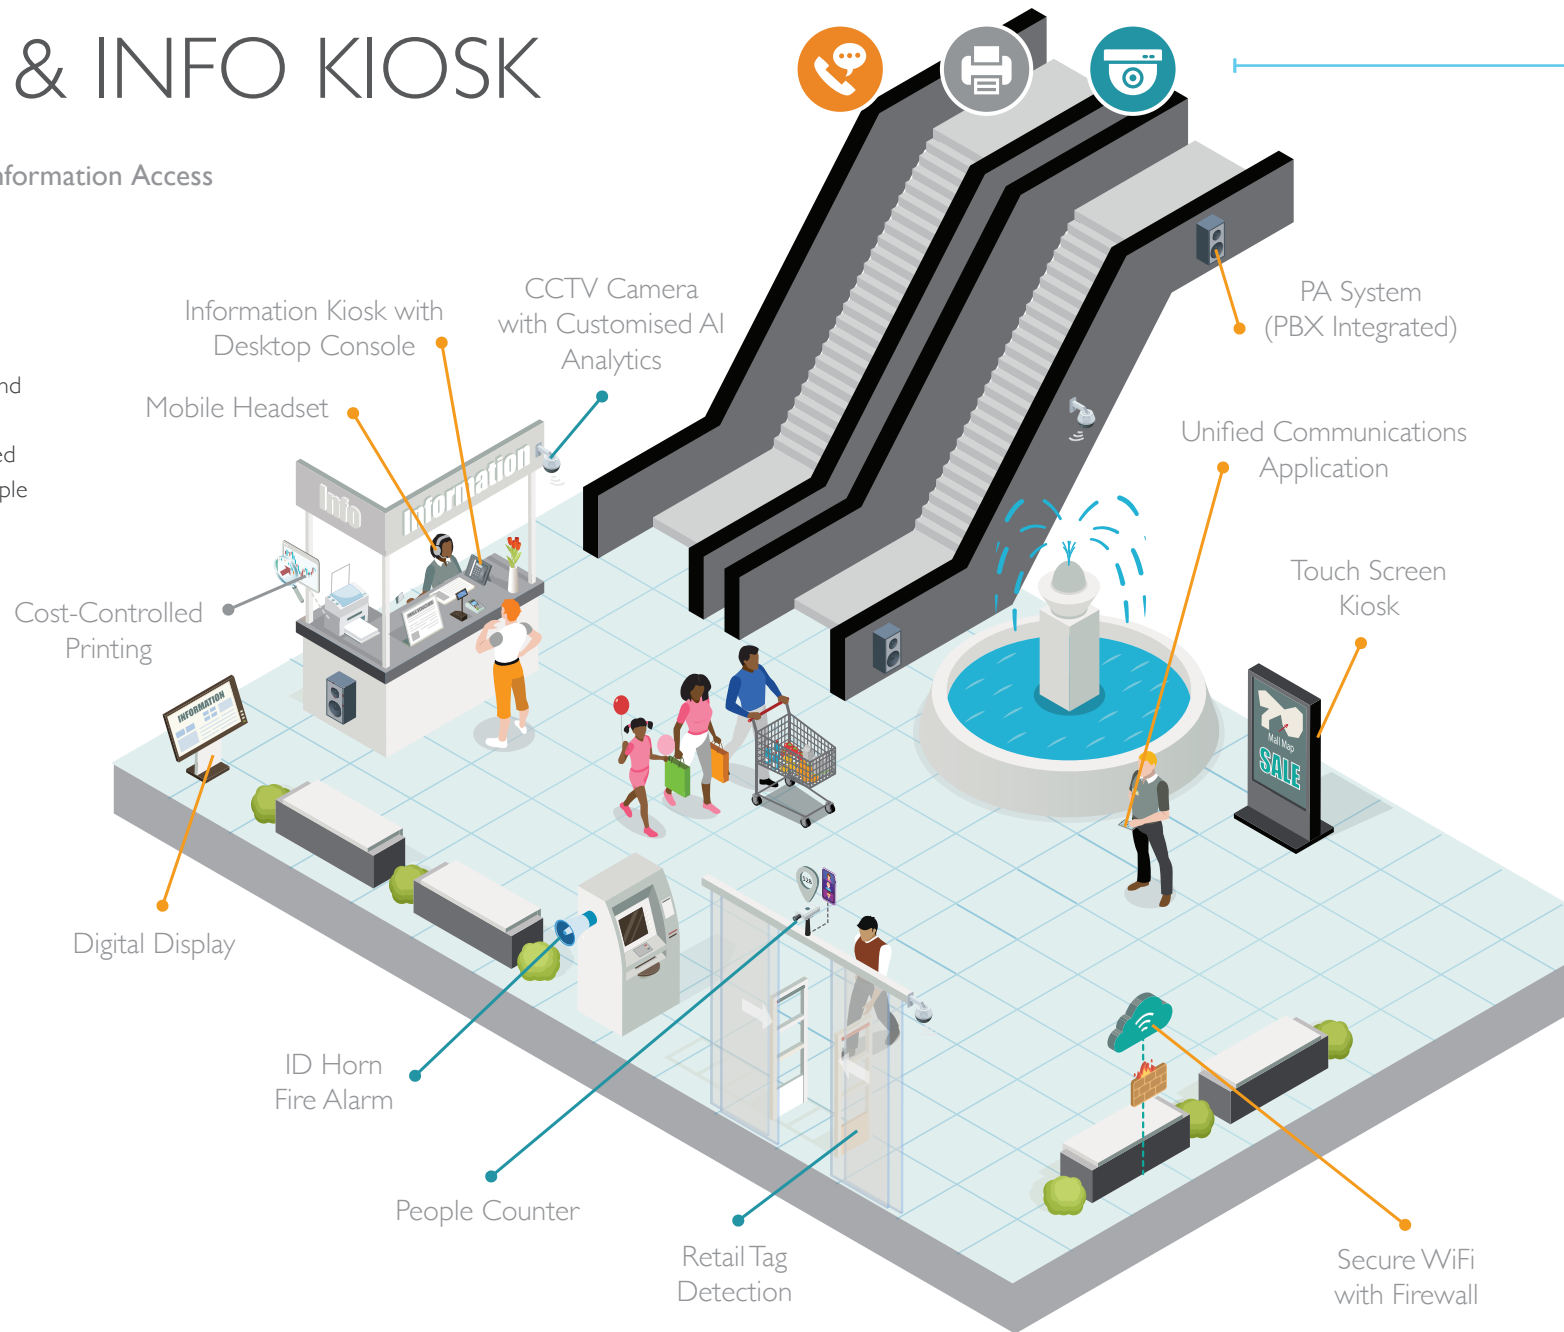 & INFO KIOSK
nformation Access
nd
ed
ple
Information Kiosk with
Desktop Console
CCTV Camera
with Customised AI
Analytics
PA System
(PBX Integrated)
Mobile Headset
Unified Communications
Application
Info
Information
Touch Screen
Kiosk
Cost-Controlled
Printing
INFORMATION
Mall Map
SALE
Digital Display
ID Horn
Fire Alarm
People Counter
Retail Tag
Detection
Secure WiFi
with Firewall